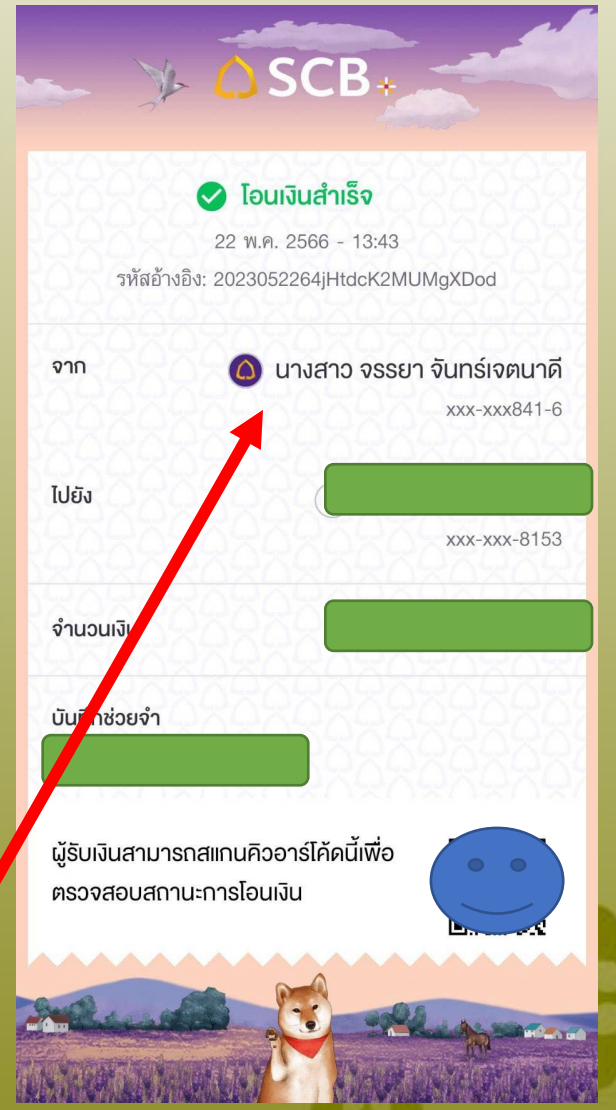 SCB
โอนเงินสำเร็จ
22 พ.ค. 2566 - 13:43
รหัสอ้างอิง: 2023052264jHtdcK2MUMgXDod
จาก
นางสาว จรรยา จันทร์เจตนาดี
xxx-xxx841-6
ไปยัง
xxx-xxx-8153
จำนวนเงิน
บันทึกช่วยจำ
ผู้รับเงินสามารถสแกนคิวอาร์โค้ดนี้เพื่อ
ตรวจสอบสถานะการโอนเงิน